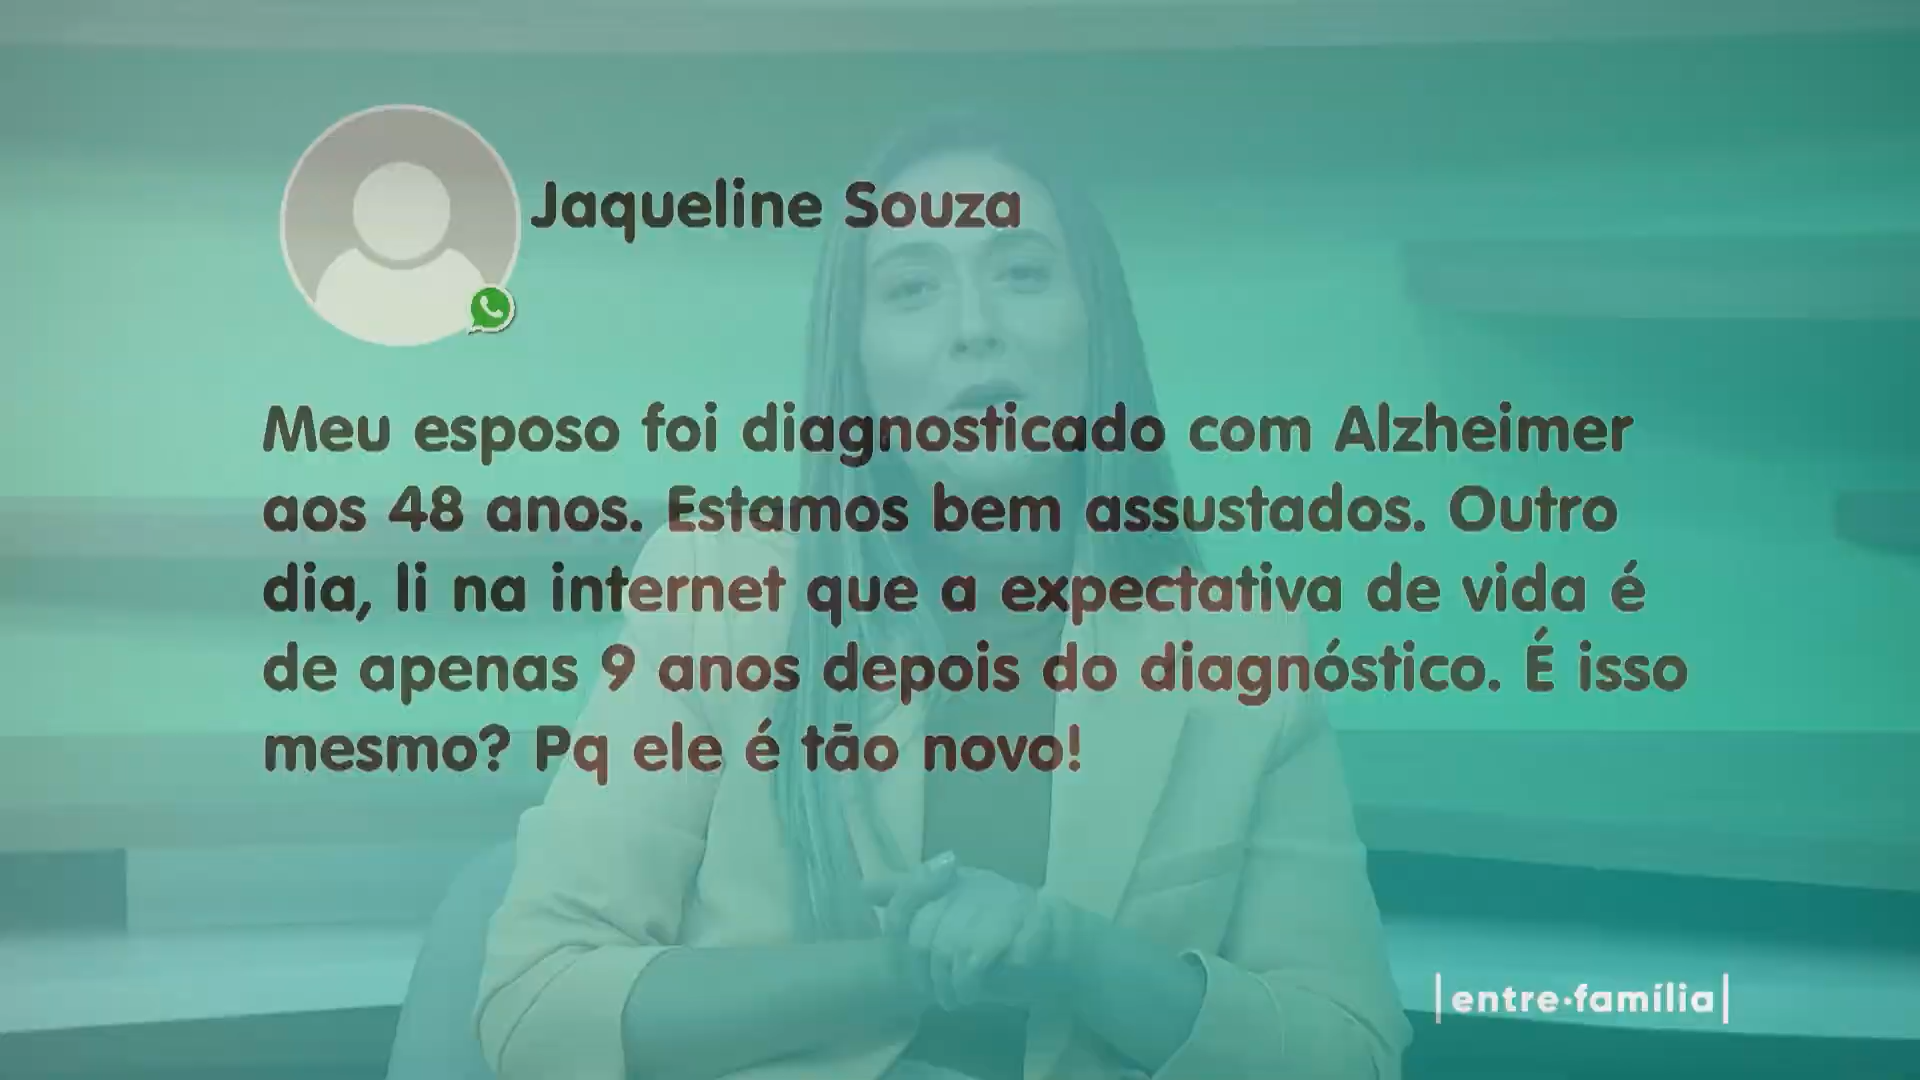 Jaqueline Souza
Meu esposo foi diagnosticado com Alzheimer
aos 48 anos. Estamos bem assustados. Outro
dia, li na internet que a expectativa de vida é
de apenas 9 anos depois do diagnóstico. É isso
mesmo? Pq ele é tão novo!
|entre·família|